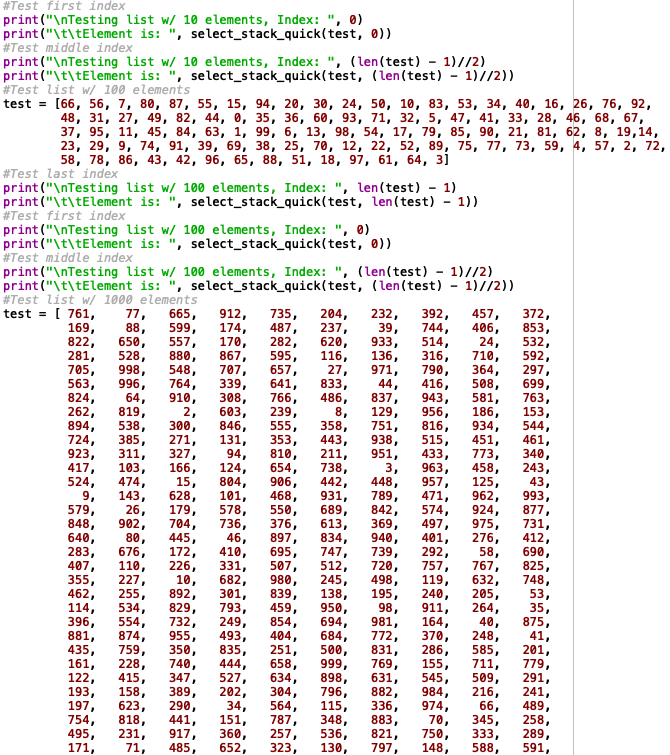 #Test first index
print("\nTesting list w/ 10 elements, Index: ", 0)
print("\t\tElement is: ", select_stack_quick(test, 0))
#Test middle index
print("\nTesting list w/ 10 elements, Index: ", (len(test) - 1)//2)
print("\t\tElement is: ", select_stack_quick(test, (len(test) - 1)//2))
#Test list w/ 100 elements
test = [66, 56, 7, 80, 87, 55, 15, 94, 20, 30, 24, 50, 10, 83, 53, 34, 40, 16, 26, 76, 92,
48, 31, 27, 49, 82, 44, 0, 35, 36, 60, 93, 71, 32, 5, 47, 41, 33, 28, 46, 68, 67,
37, 95, 11, 45, 84, 63, 1, 99, 6, 13, 98, 54, 17, 79, 85, 90, 21, 81, 62, 8, 19,14,
23, 29, 9, 74, 91, 39, 69, 38, 25, 70, 12, 22, 52, 89, 75, 77, 73, 59, 4, 57, 2, 72,
58, 78, 86, 43, 42, 96, 65, 88, 51, 18, 97, 61, 64, 3]
#Test last index
print("\nTesting list w/ 100 elements, Index: ", len(test) - 1)
print("\t\tElement is: ", select_stack_quick(test, len(test) - 1))
#Test first index
print("\nTesting list w/ 100 elements, Index: ", 0)
print("\t\tElement is: ", select_stack_quick(test, 0))
#Test middle index
print("\nTesting list w/ 100 elements, Index: ", (len(test) - 1)//2)
print("\t\tElement is: ", select_stack_quick(test, (len(test) - 1)//2))
#Test list w/ 1000 elements
test = [ 761, 77, 665, 912, 735, 204, 232, 392, 457, 372,
169, 88, 599, 174, 487, 237, 39, 744, 406, 853,
822, 650, 557, 170, 282, 620, 933, 514, 24, 532,
281, 528, 880, 867, 595, 116, 136, 316, 710, 592,
705, 998, 548, 707, 657, 27, 971, 790, 364, 297,
563, 996, 764, 339, 641, 833, 44, 416, 508, 699,
824, 64, 910, 308, 766, 486, 837, 943, 581, 763,
262, 819, 2, 603, 239, 8, 129, 956, 186, 153,
894, 538, 300, 846, 555, 358, 751, 816, 934, 544,
724, 385, 271, 131, 353, 443, 938, 515, 451, 461,
923, 311, 327, 94, 810, 211, 951, 433, 773, 340,
417, 103, 166, 124, 654, 738, 3, 963, 458, 243,
524, 474, 15, 804, 906, 442, 448, 957, 125, 43,
9, 143, 628, 101, 468, 931, 789, 471, 962, 993,
579, 26, 179, 578, 550, 689, 842, 574, 924, 877,
848, 902, 704, 736, 376, 613, 369, 497, 975, 731,
640, 80, 445, 46, 897, 834, 940, 401, 276, 412,
283, 676, 172, 410, 695, 747, 739, 292, 58, 690,
407, 110, 226, 331, 507, 512, 720, 757, 767, 825,
355, 227, 10, 682, 980, 245, 498, 119, 632, 748,
462, 255, 892, 301, 839, 138, 195, 240, 205, 53,
114, 534, 829, 793, 459, 950, 98, 911, 264, 35,
396, 554, 732, 249, 854, 694, 981, 164, 40, 875,
881, 874, 955, 493, 404, 684, 772, 370, 248, 41,
435, 759, 350, 835, 251, 500, 831, 286, 585, 201,
161, 228, 740, 444, 658, 999, 769, 155, 711, 779,
122, 415, 347, 527, 634, 898, 631, 545, 509, 291,
193, 158, 389, 202, 304, 796, 882, 984, 216, 241,
197, 623, 290, 34, 564, 115, 336, 974, 66, 489,
754, 818, 441, 151, 787, 348, 883, 70, 345, 258,
495, 231, 917, 360, 257, 536, 821, 750, 333, 289,
171, 71, 485, 652, 323, 130, 797, 148, 588, 591,